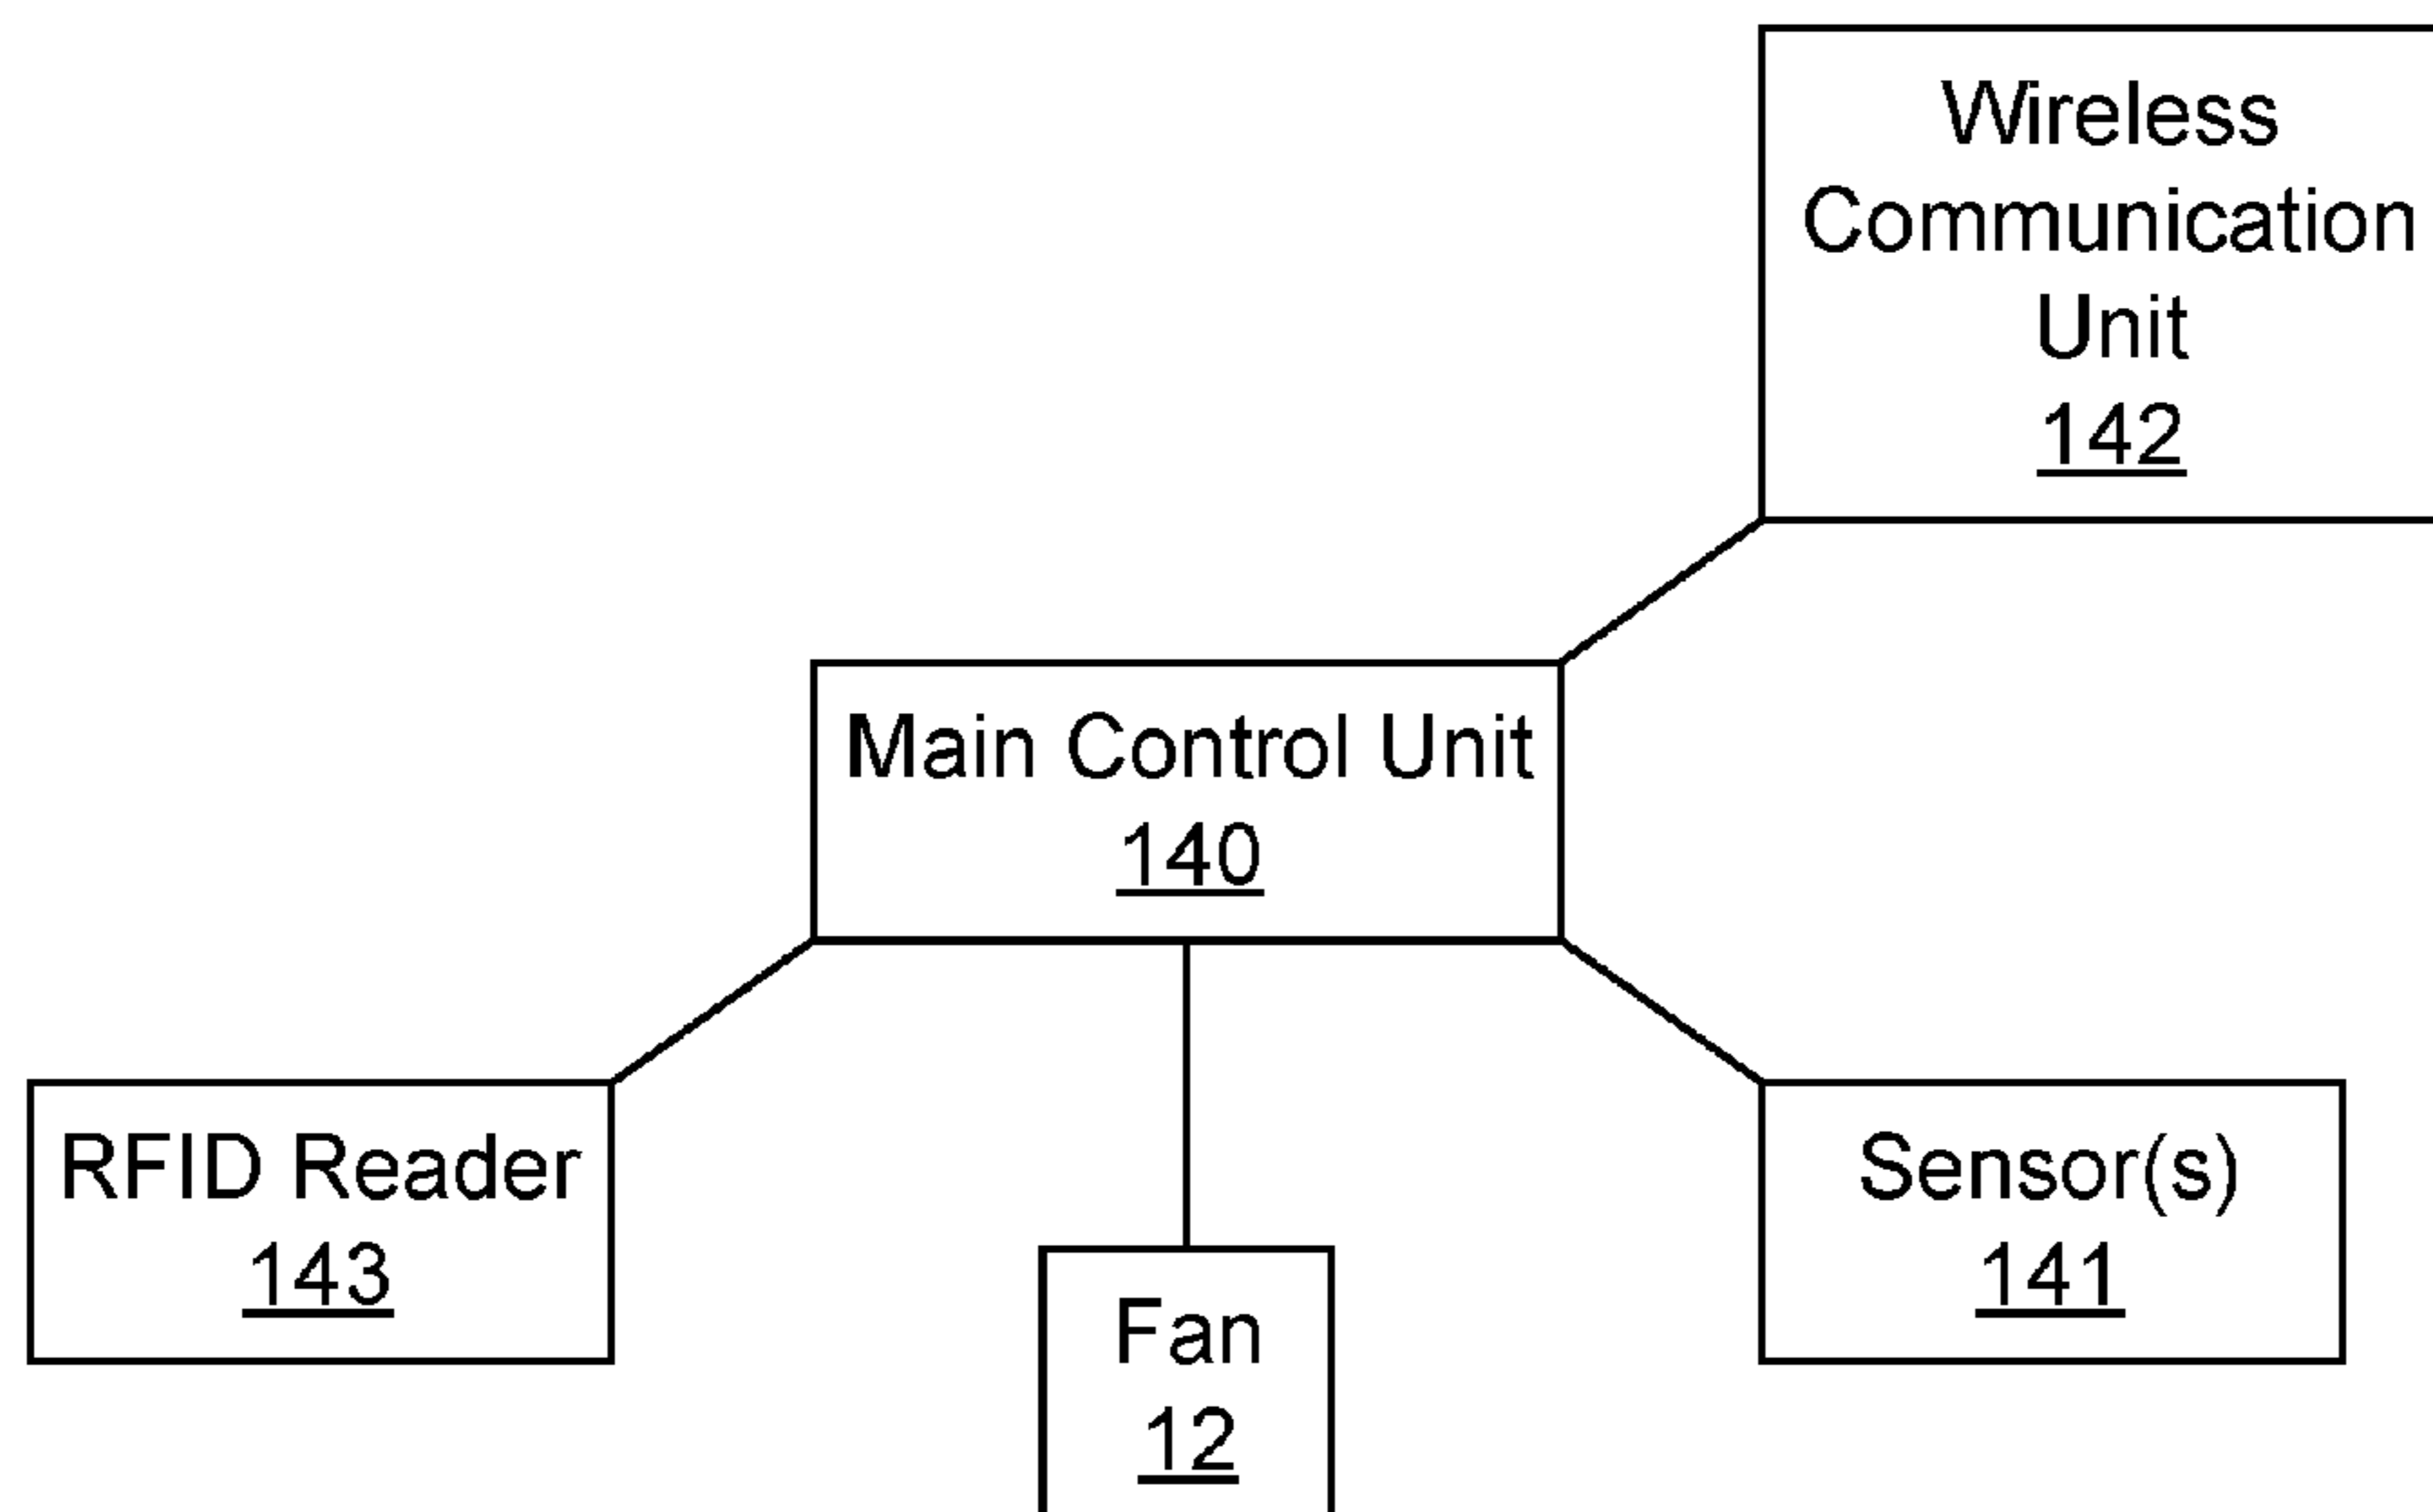 Wireless
Communication
Unit
142
Main Control Unit
140
RFID Reader
143
Sensor(s)
141
Fan
12